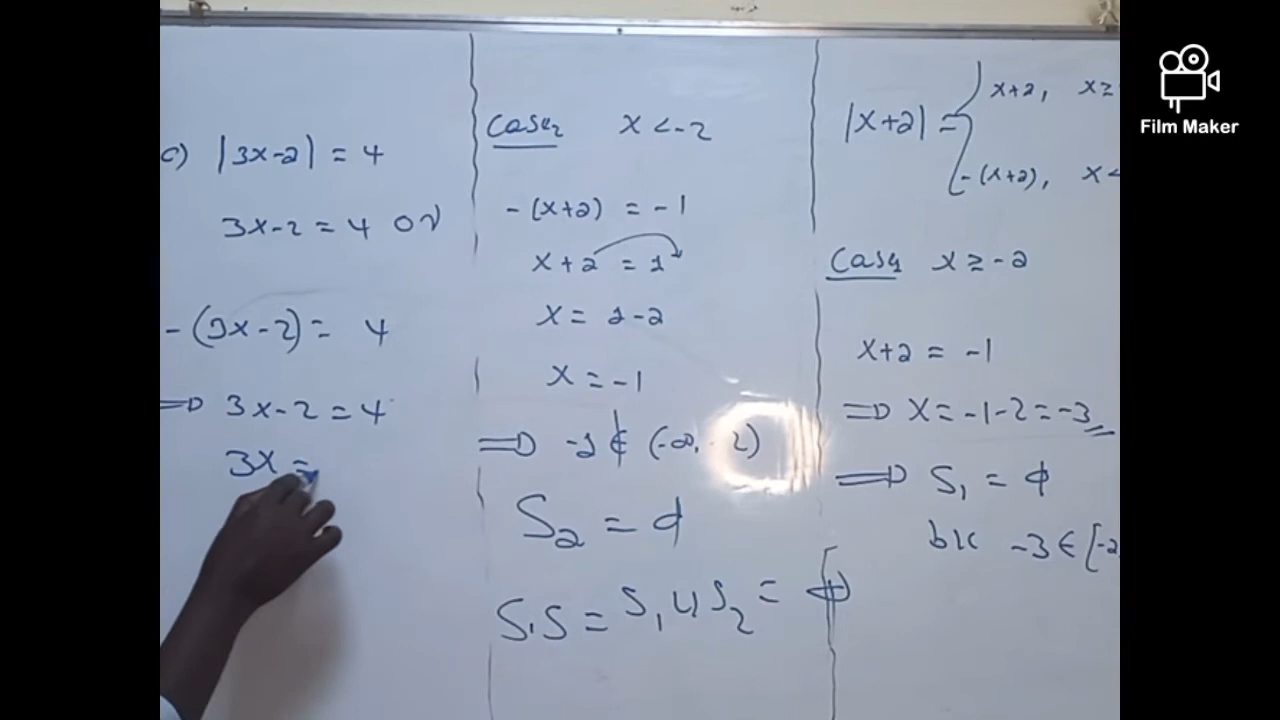 c) |3x-2| = 4
3x-2 = 4 or
-(3x-2) = 4
⇒ 3x-2 = 4
3x =
Case2 x < -2
-(x+2) = -1
x+2 = 1
x = 1-2
x = -1
⇒ -1 ∉ (-∞, -2)
S2 = ϕ
S.S = S1 ∪ S2 = ϕ
|x+2| = { x+2, x ≥
-(x+2), x <
Case1 x ≥ -2
x+2 = -1
⇒ x = -1-2 = -3
⇒ S1 = ϕ
b/c -3 ∈ [-2
Film Maker